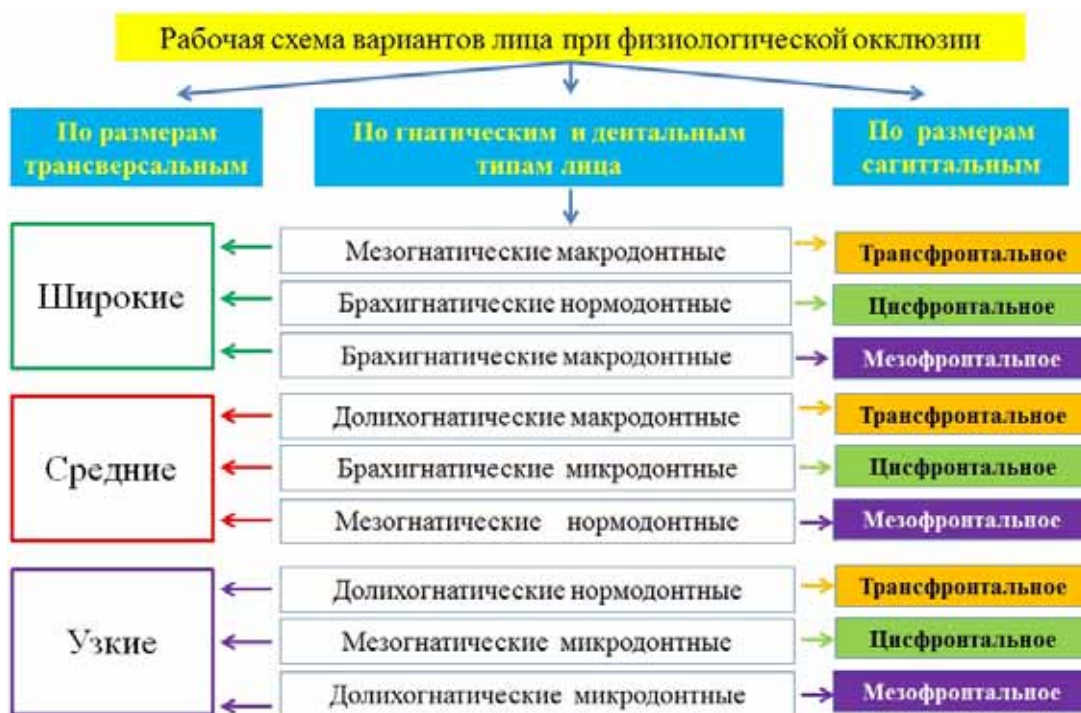 Рабочая схема вариантов лица при физиологической окклюзии
По размерам
трансверсальным
По гнатическим и дентальным
типам лица
По размерам
сагиттальным
Широкие
Мезогнатические макродонтные
Трансфронтальное
Брахигнатические нормодонтные
Цисфронтальное
Брахигнатические макродонтные
Мезофронтальное
Средние
Долихогнатические макродонтные
Трансфронтальное
Брахигнатические микродонтные
Цисфронтальное
Мезогнатические нормодонтные
Мезофронтальное
Узкие
Долихогнатические нормодонтные
Трансфронтальное
Мезогнатические микродонтные
Цисфронтальное
Долихогнатические микродонтные
Мезофронтальное